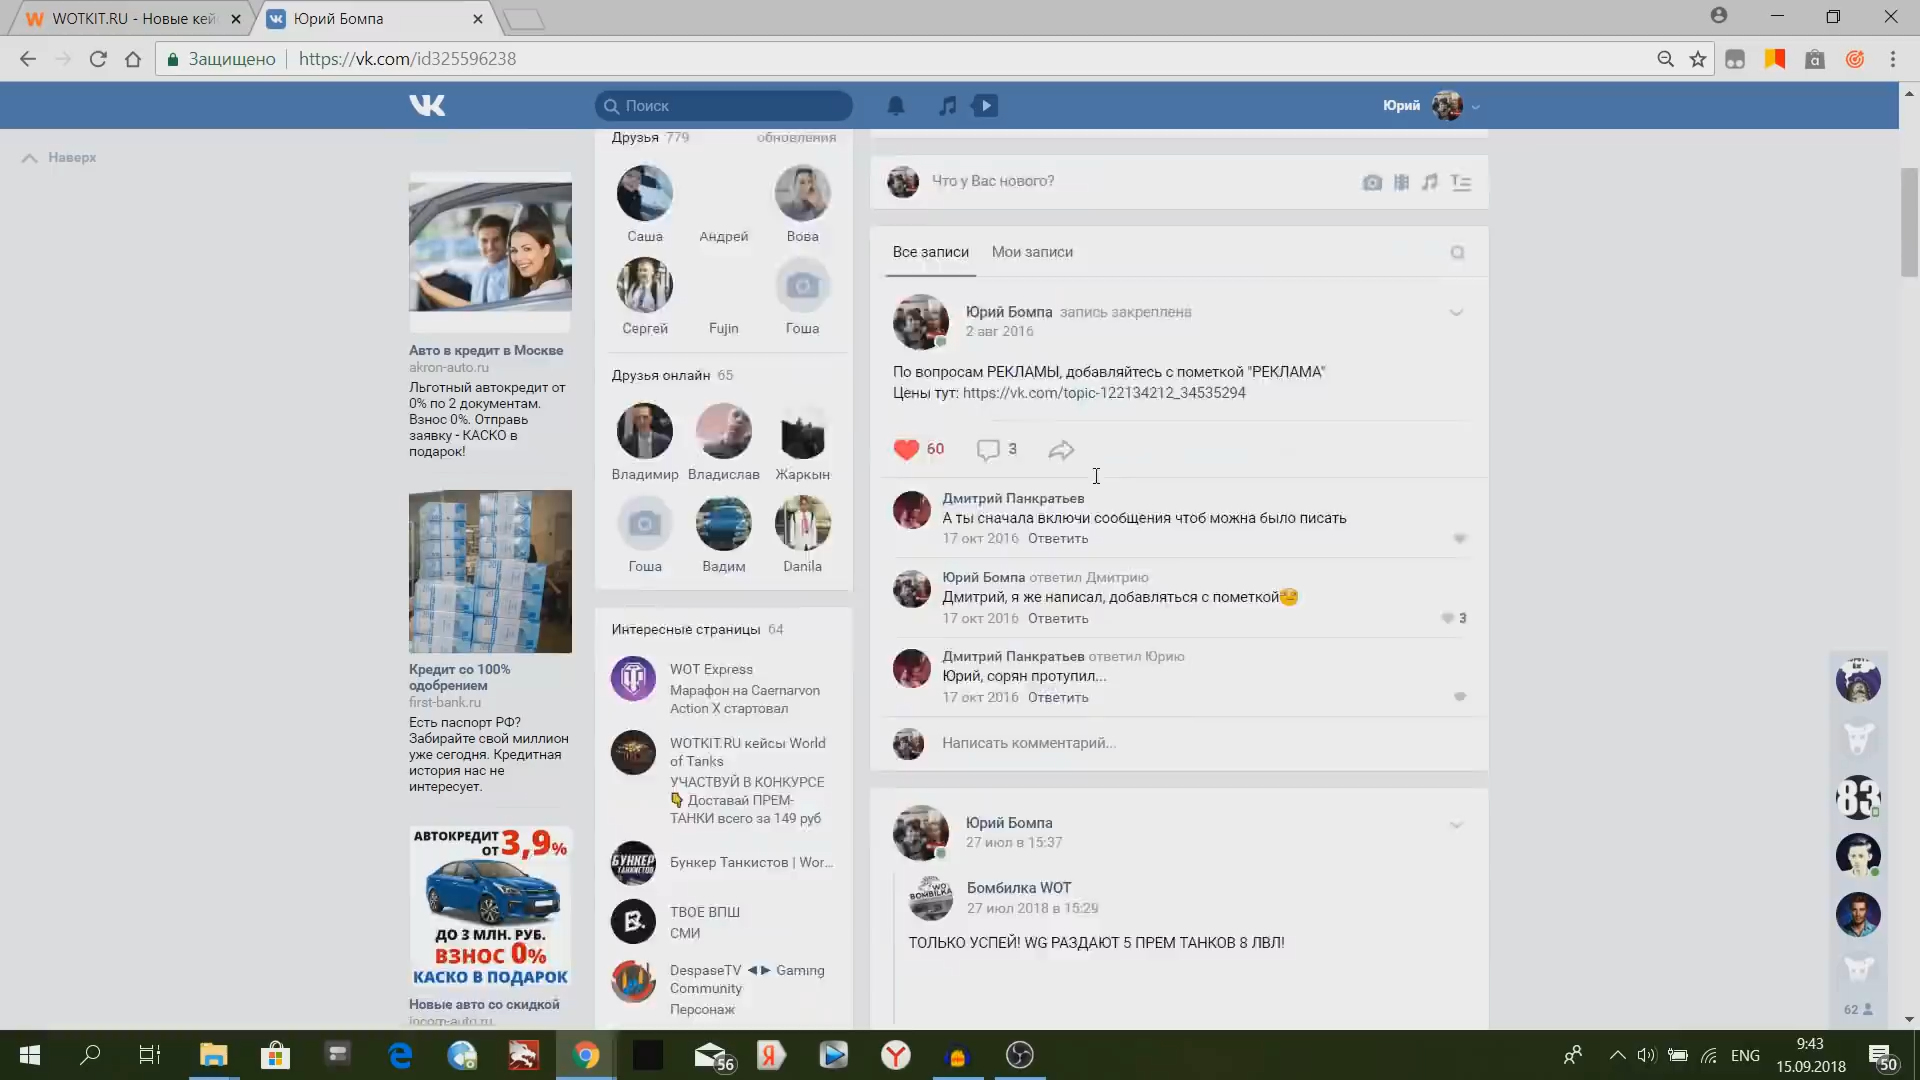 WOTKIT.RU - Новые кей
Юрий Бомпа
Защищено
https://vk.com/id325596238
Поиск
Юрий
Наверх
Авто в кредит в Москве
akron-auto.ru
Льготный автокредит от
0% по 2 документам.
Взнос 0%. Отправь
заявку - КАСКО в
подарок!
Кредит со 100%
одобрением
first-bank.ru
Есть паспорт РФ?
Забирайте свой миллион
уже сегодня. Кредитная
история нас не
интересует.
АВТОКРЕДИТ
ОТ 3,9%
ДО 3 МЛН. РУБ.
ВЗНОС 0%
КАСКО В ПОДАРОК
Новые авто со скидкой
incom-auto.ru
Друзья 779
обновления
Саша
Андрей
Вова
Сергей
Fujin
Гоша
Друзья онлайн 65
Владимир
Владислав
Жаркын
Гоша
Вадим
Danila
Интересные страницы 64
WOT Express
Марафон на Caernarvon
Action X стартовал
WOTKIT.RU кейсы World
of Tanks
УЧАСТВУЙ В КОНКУРСЕ
👇 Доставай ПРЕМ-
ТАНКИ всего за 149 руб
БУНКЕР
ТАНКИСТОВ
Бункер Танкистов | Wor...
ТВОЕ ВПШ
СМИ
DespaseTV ◄► Gaming
Community
Персонаж
Что у Вас нового?
Все записи
Мои записи
Юрий Бомпа запись закреплена
2 авг 2016
По вопросам РЕКЛАМЫ, добавляйтесь с пометкой "РЕКЛАМА"
Цены тут: https://vk.com/topic-122134212_34535294
60
3
Дмитрий Панкратьев
А ты сначала включи сообщения чтоб можна было писать
17 окт 2016 Ответить
Юрий Бомпа ответил Дмитрию
Дмитрий, я же написал, добавляться с пометкой
17 окт 2016 Ответить
3
Дмитрий Панкратьев ответил Юрию
Юрий, сорян протупил...
17 окт 2016 Ответить
Написать комментарий...
Юрий Бомпа
27 июл в 15:37
Бомбилка WOT
27 июл 2018 в 15:29
ТОЛЬКО УСПЕЙ! WG РАЗДАЮТ 5 ПРЕМ ТАНКОВ 8 ЛВЛ!
83
62
56
ENG
9:43
15.09.2018
50